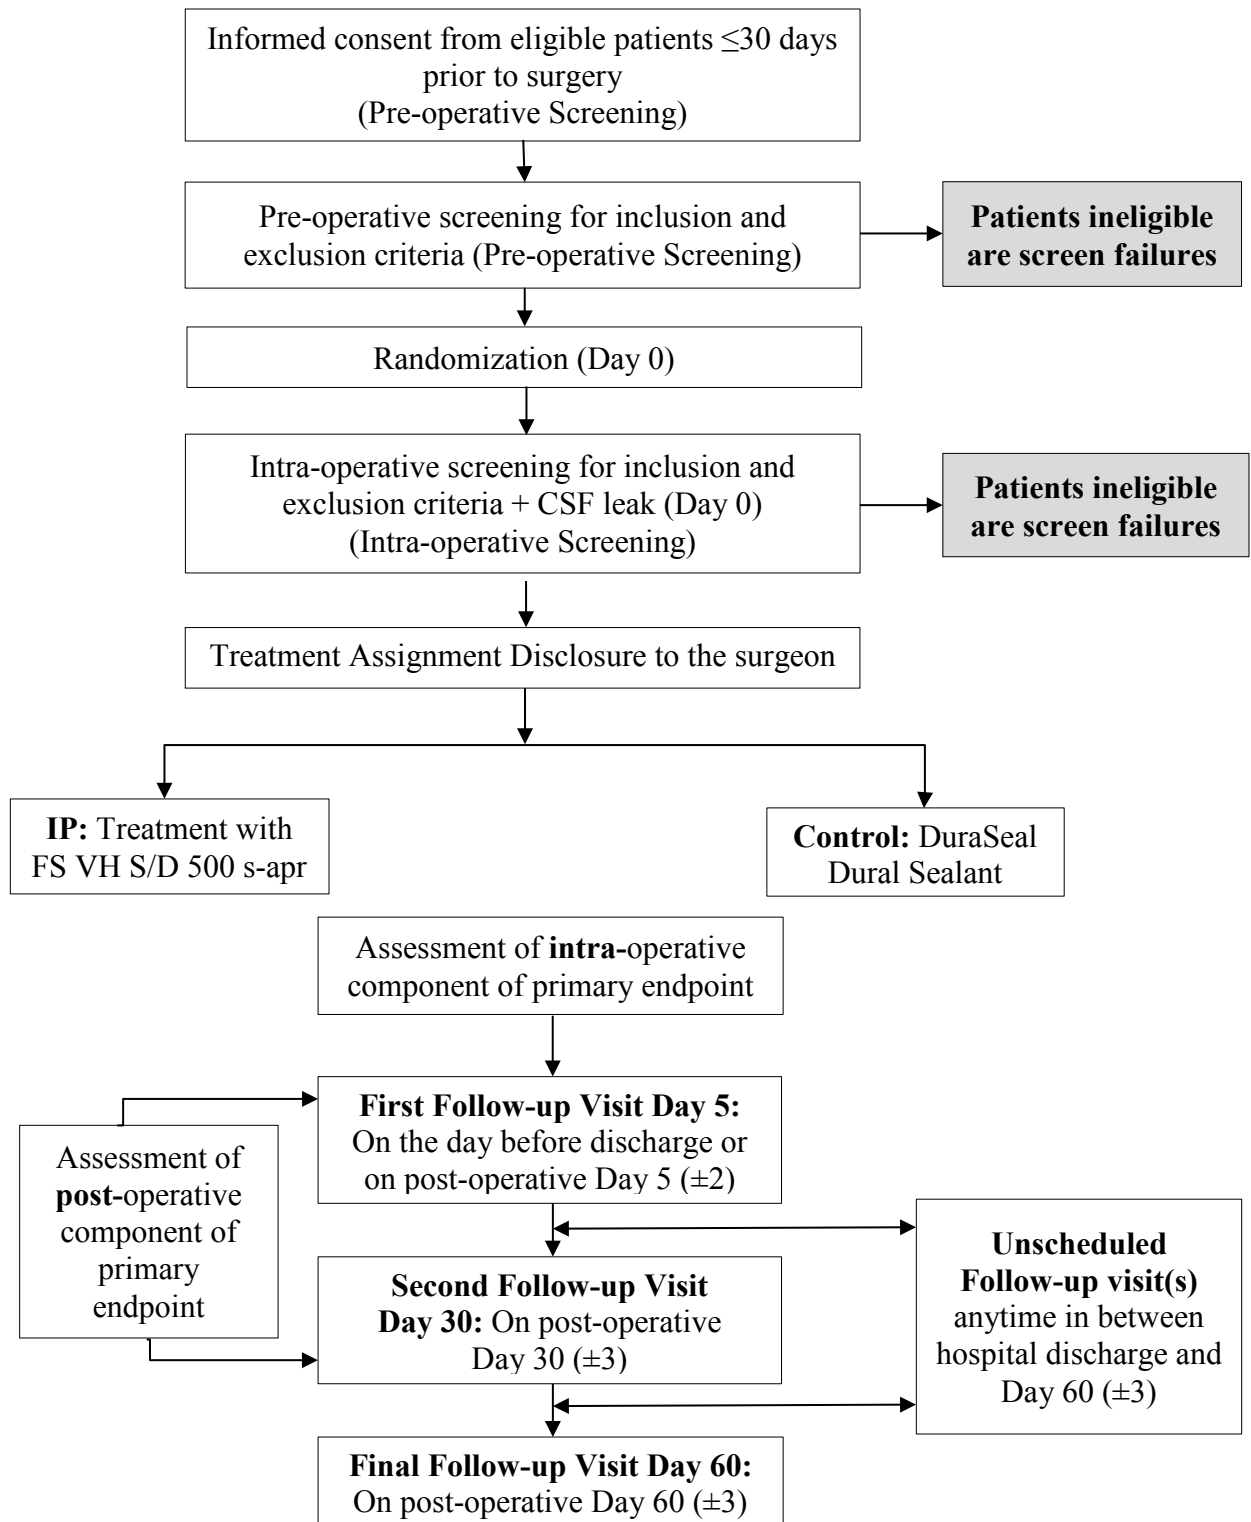 Informed consent from eligible patients ≤30 days
prior to surgery
(Pre-operative Screening)
Pre-operative screening for inclusion and
exclusion criteria (Pre-operative Screening)
Patients ineligible
are screen failures
Randomization (Day 0)
Intra-operative screening for inclusion and
exclusion criteria + CSF leak (Day 0)
(Intra-operative Screening)
Patients ineligible
are screen failures
Treatment Assignment Disclosure to the surgeon
IP: Treatment with
FS VH S/D 500 s-apr
Control: DuraSeal
Dural Sealant
Assessment of intra-operative
component of primary endpoint
First Follow-up Visit Day 5:
On the day before discharge or
on post-operative Day 5 (±2)
Assessment of
post-operative
component of
primary
endpoint
Unscheduled
Follow-up visit(s)
anytime in between
hospital discharge and
Day 60 (±3)
Second Follow-up Visit
Day 30: On post-operative
Day 30 (±3)
Final Follow-up Visit Day 60:
On post-operative Day 60 (±3)